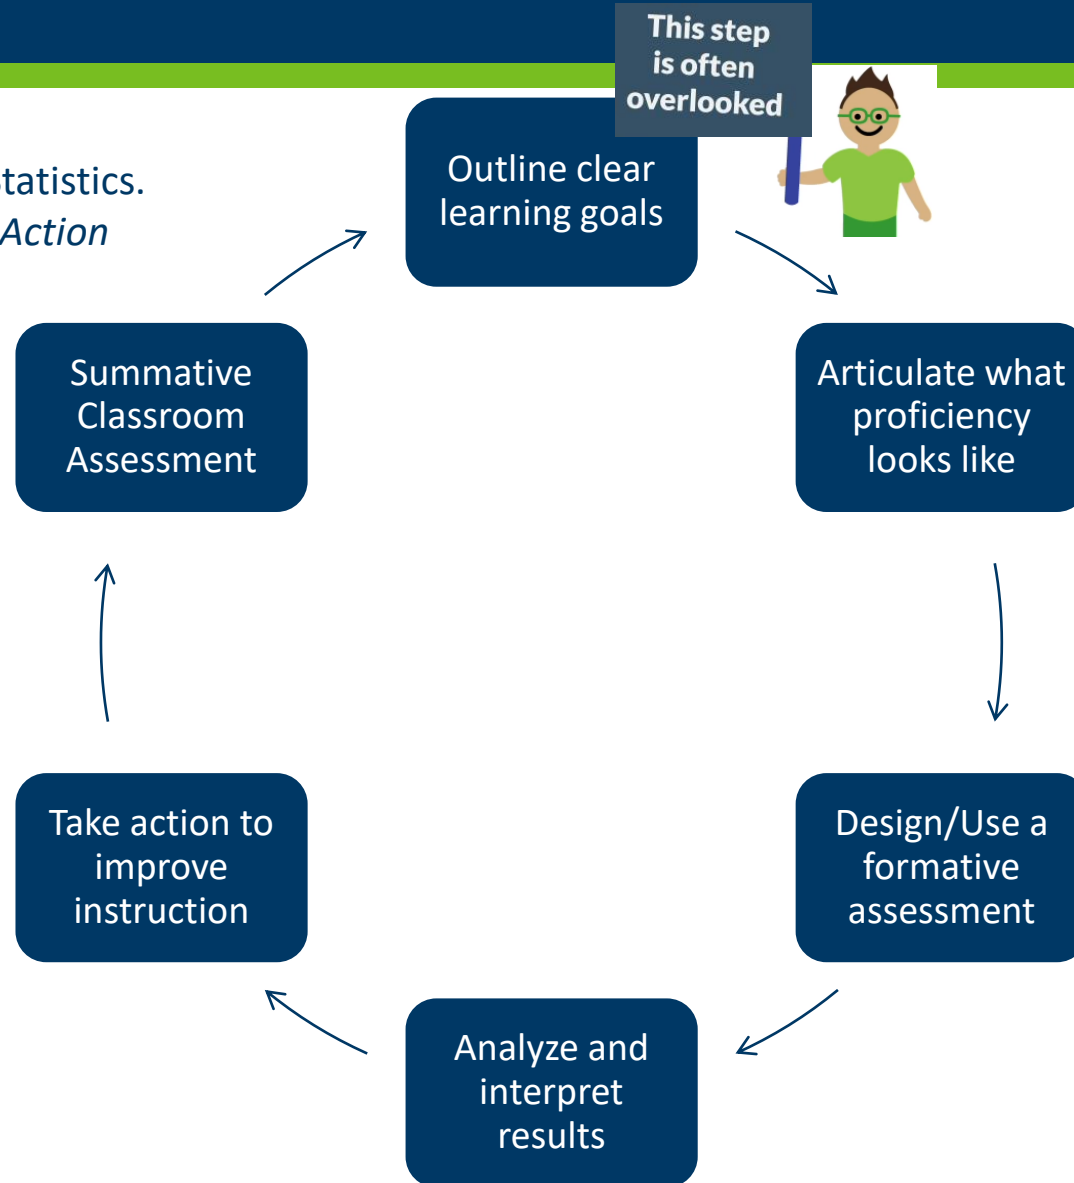 This step
is often
overlooked
Statistics.
Action
Outline clear
learning goals
Articulate what
proficiency
looks like
Design/Use a
formative
assessment
Analyze and
interpret
results
Take action to
improve
instruction
Summative
Classroom
Assessment